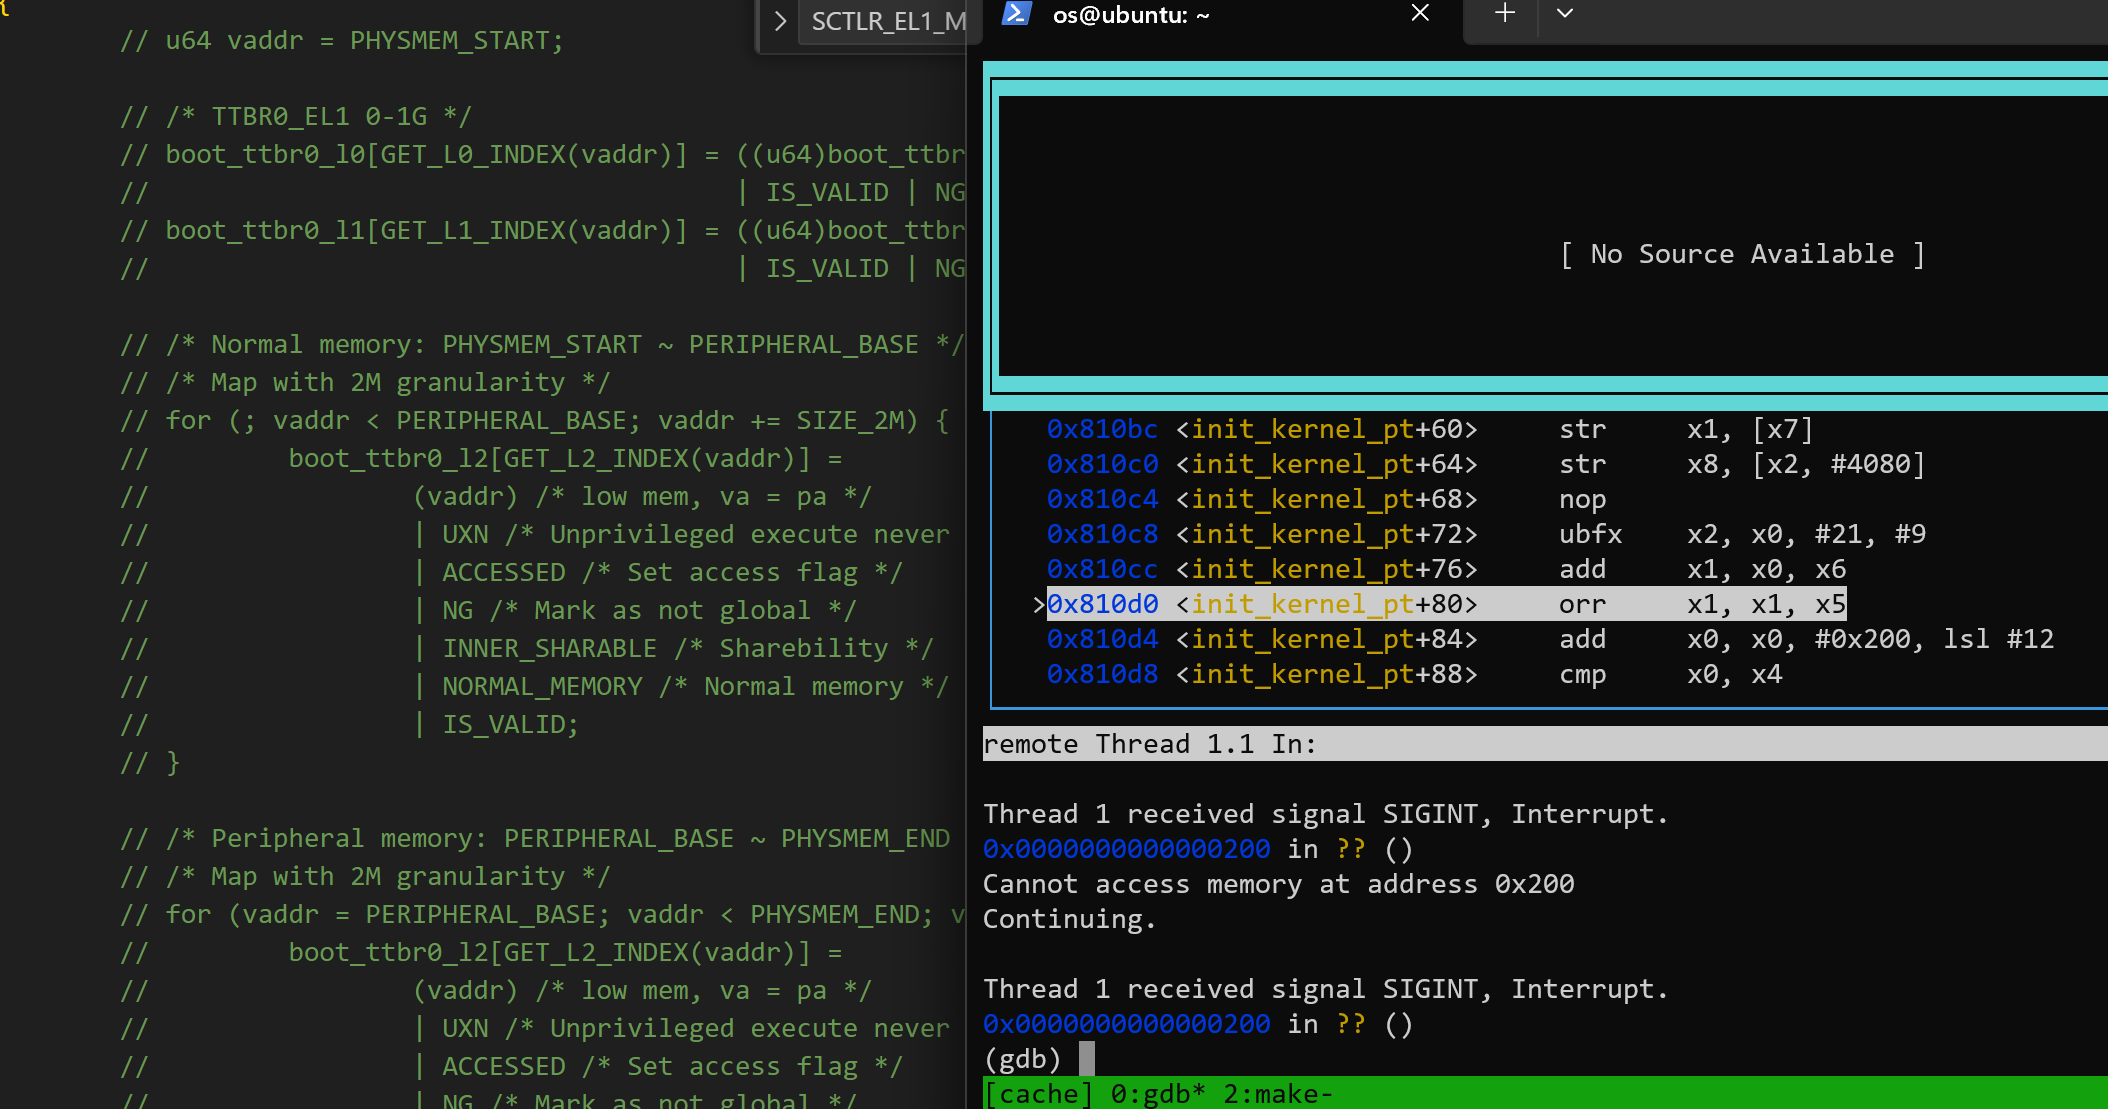 {
// u64 vaddr = PHYSMEM_START;
// /* TTBR0_EL1 0-1G */
// boot_ttbr0_l0[GET_L0_INDEX(vaddr)] = ((u64)boot_ttbr
// | IS_VALID | NG
// boot_ttbr0_l1[GET_L1_INDEX(vaddr)] = ((u64)boot_ttbr
// | IS_VALID | NG
// /* Normal memory: PHYSMEM_START ~ PERIPHERAL_BASE */
// /* Map with 2M granularity */
// for (; vaddr < PERIPHERAL_BASE; vaddr += SIZE_2M) {
// boot_ttbr0_l2[GET_L2_INDEX(vaddr)] =
// (vaddr) /* low mem, va = pa */
// | UXN /* Unprivileged execute never
// | ACCESSED /* Set access flag */
// | NG /* Mark as not global */
// | INNER_SHARABLE /* Sharebility */
// | NORMAL_MEMORY /* Normal memory */
// | IS_VALID;
// }
// /* Peripheral memory: PERIPHERAL_BASE ~ PHYSMEM_END
// /* Map with 2M granularity */
// for (vaddr = PERIPHERAL_BASE; vaddr < PHYSMEM_END; v
// boot_ttbr0_l2[GET_L2_INDEX(vaddr)] =
// (vaddr) /* low mem, va = pa */
// | UXN /* Unprivileged execute never
// | ACCESSED /* Set access flag */
// | NG /* Mark as not global */
> SCTLR_EL1_M
os@ubuntu: ~
[ No Source Available ]
0x810bc <init_kernel_pt+60> str x1, [x7]
0x810c0 <init_kernel_pt+64> str x8, [x2, #4080]
0x810c4 <init_kernel_pt+68> nop
0x810c8 <init_kernel_pt+72> ubfx x2, x0, #21, #9
0x810cc <init_kernel_pt+76> add x1, x0, x6
>0x810d0 <init_kernel_pt+80> orr x1, x1, x5
0x810d4 <init_kernel_pt+84> add x0, x0, #0x200, lsl #12
0x810d8 <init_kernel_pt+88> cmp x0, x4
remote Thread 1.1 In:
Thread 1 received signal SIGINT, Interrupt.
0x0000000000000200 in ?? ()
Cannot access memory at address 0x200
Continuing.
Thread 1 received signal SIGINT, Interrupt.
0x0000000000000200 in ?? ()
(gdb)
[cache] 0:gdb* 2:make-